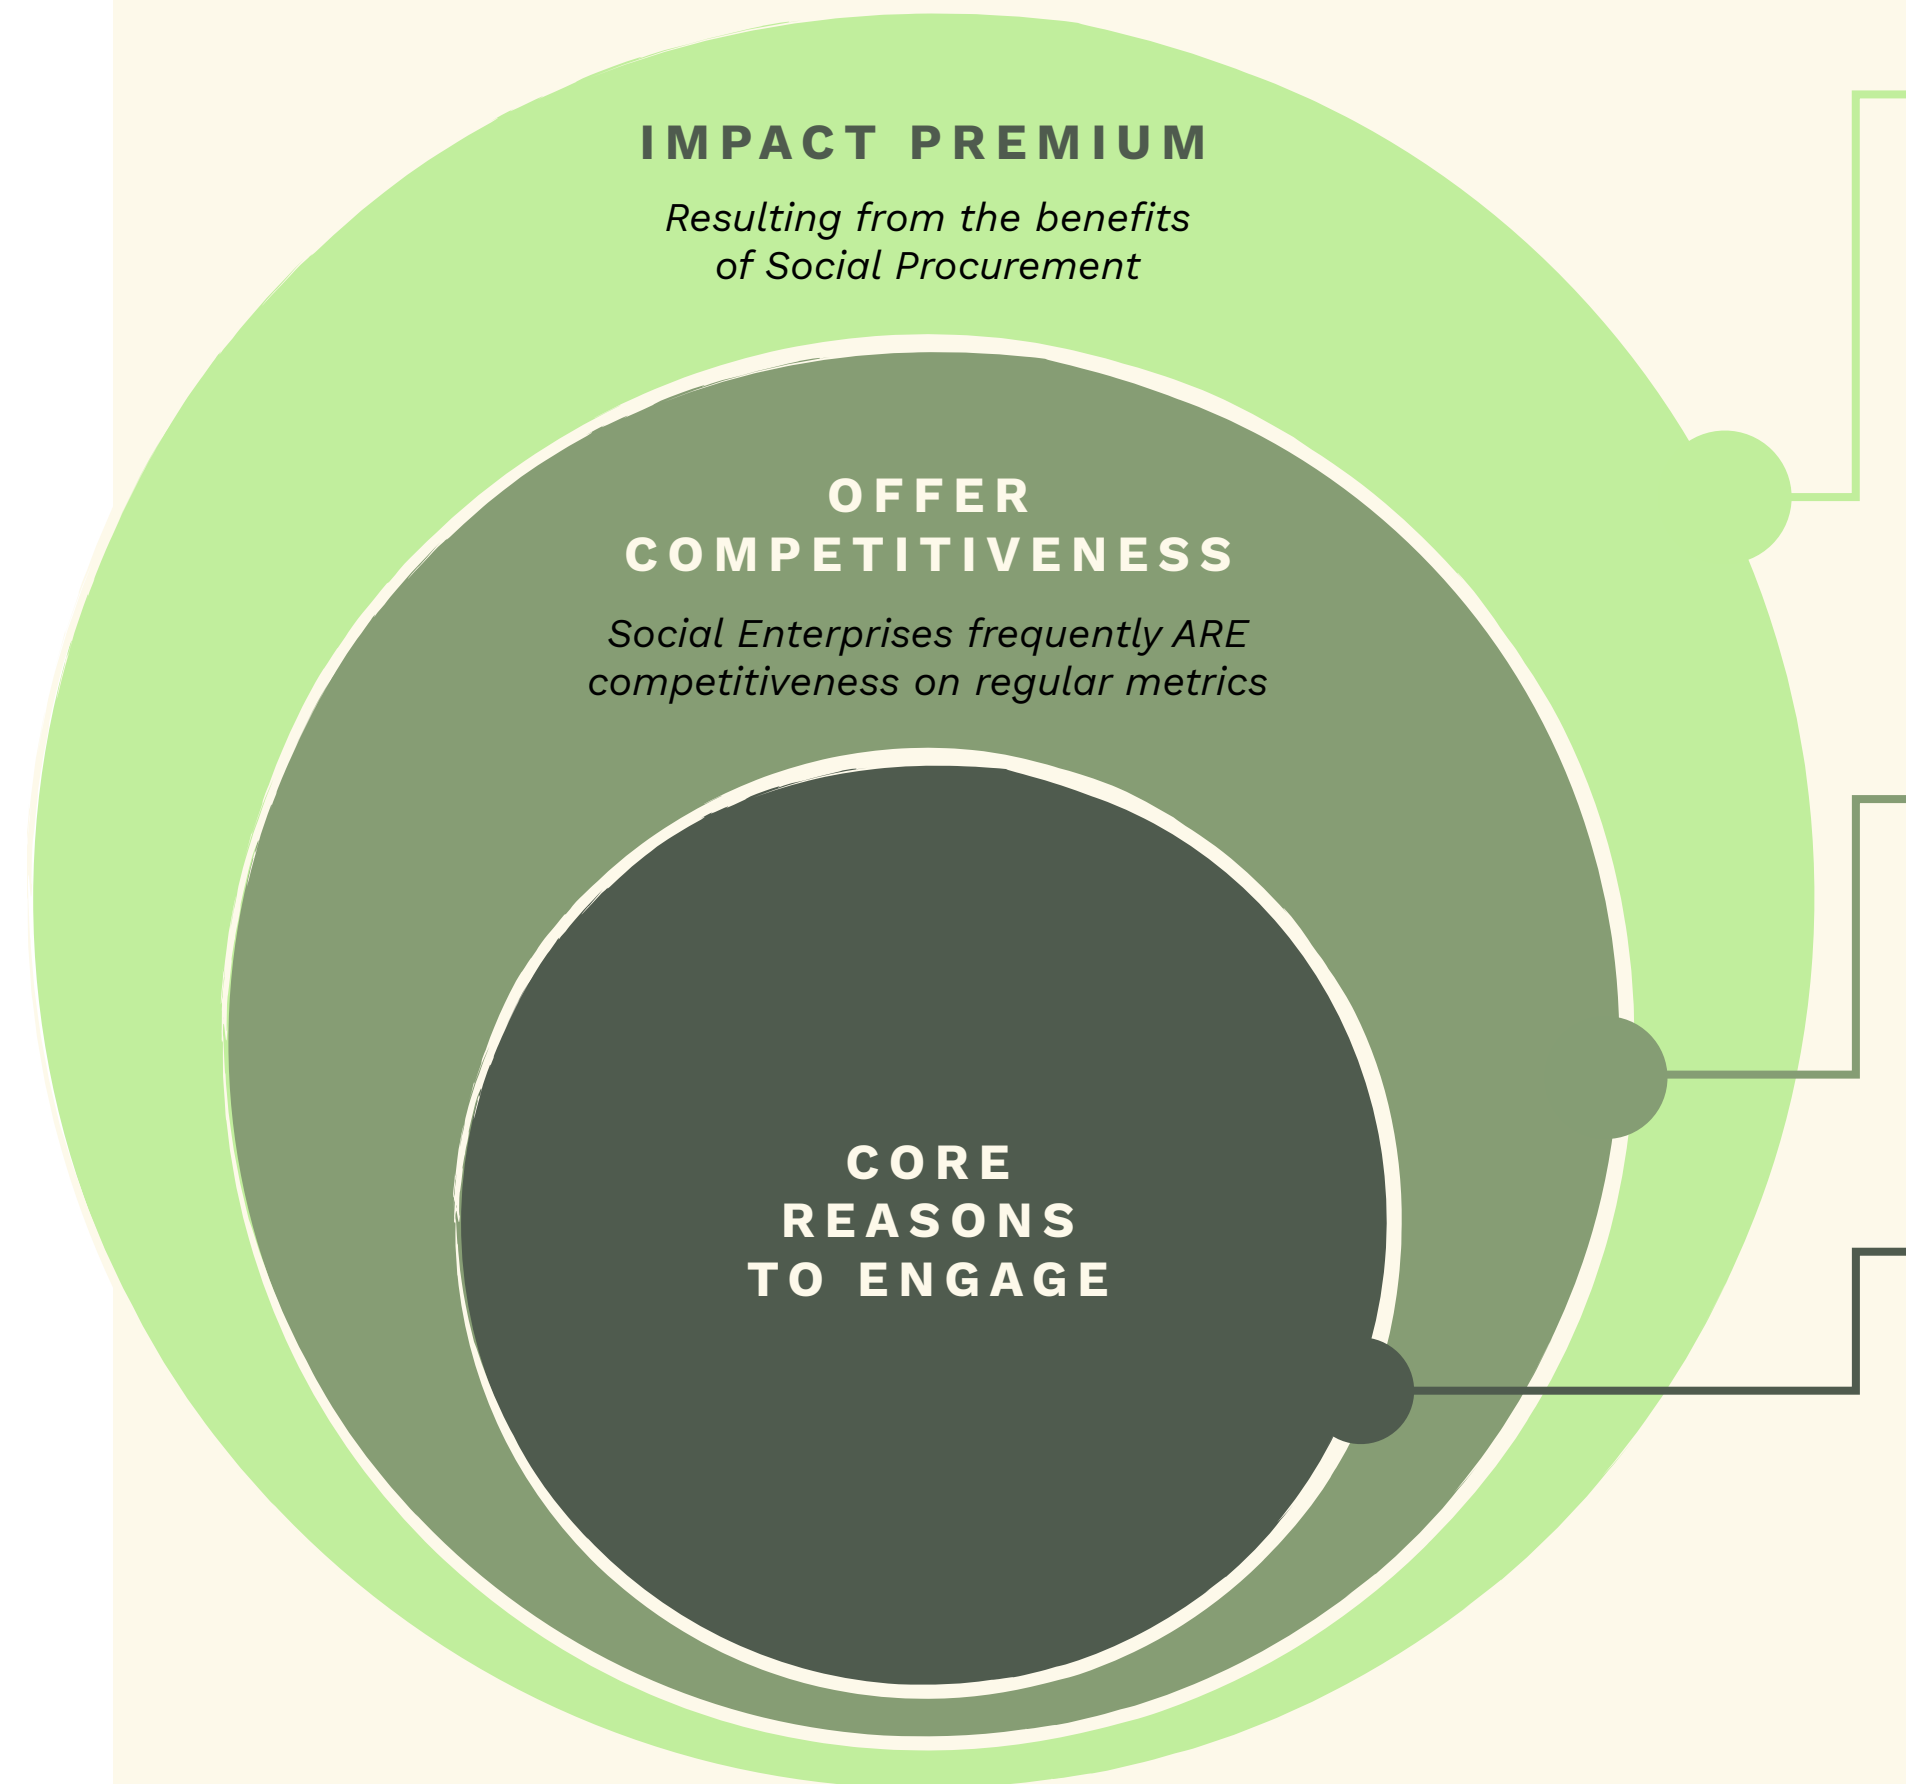 IMPACT PREMIUM
Resulting from the benefits
of Social Procurement
OFFER
COMPETITIVENESS
Social Enterprises frequently ARE
competitiveness on regular metrics
CORE
REASONS
TO ENGAGE